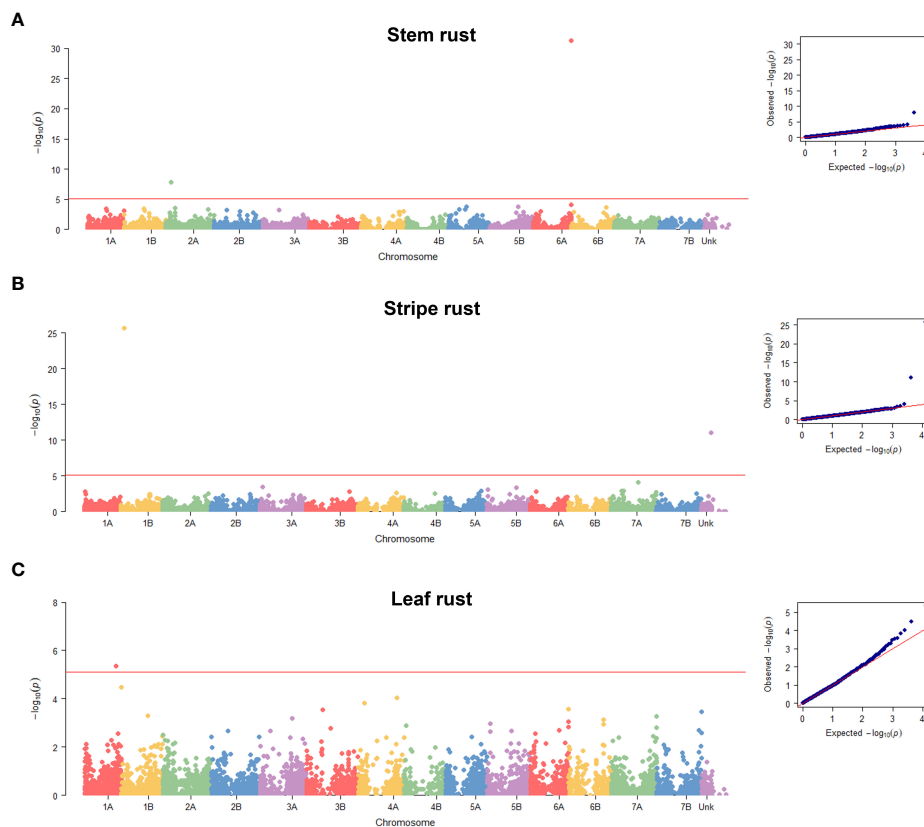 A
Stem rust
30
25
20
15
10
5
0
−log10(p)
1A 1B 2A 2B 3A 3B 4A 4B 5A 5B 6A 6B 7A 7B Unk
Chromosome
30
25
20
15
10
5
0
Observed −log10(p)
0 1 2 3 4
Expected −log10(p)
B
Stripe rust
25
20
15
10
5
0
−log10(p)
1A 1B 2A 2B 3A 3B 4A 4B 5A 5B 6A 6B 7A 7B Unk
Chromosome
25
20
15
10
5
0
Observed −log10(p)
0 1 2 3 4
Expected −log10(p)
C
Leaf rust
8
6
4
2
0
−log10(p)
1A 1B 2A 2B 3A 3B 4A 4B 5A 5B 6A 6B 7A 7B Unk
Chromosome
5
4
3
2
1
0
Observed −log10(p)
0 1 2 3 4
Expected −log10(p)